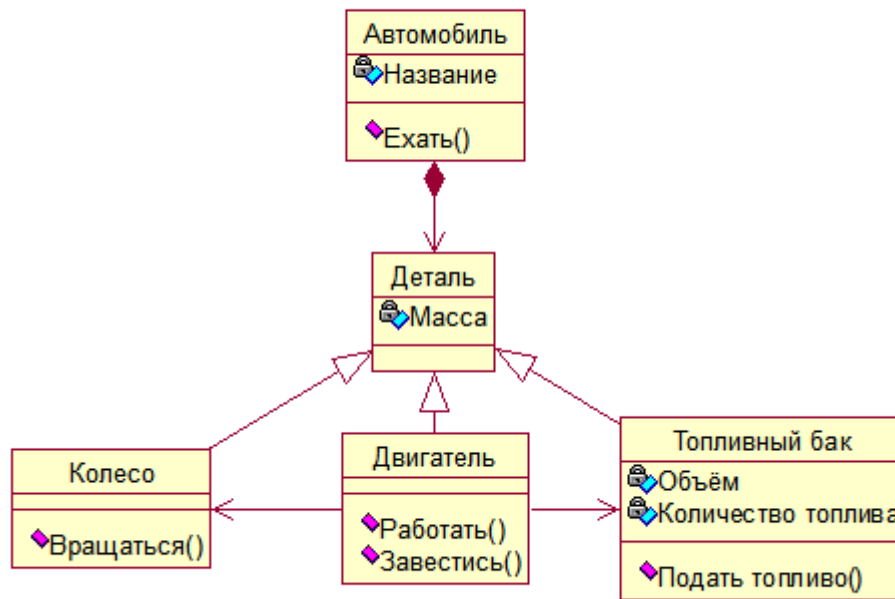 Автомобиль
Название
Ехать()
Деталь
Масса
Колесо
Вращаться()
Двигатель
Работать()
Завестись()
Топливный бак
Объём
Количество топлива
Подать топливо()